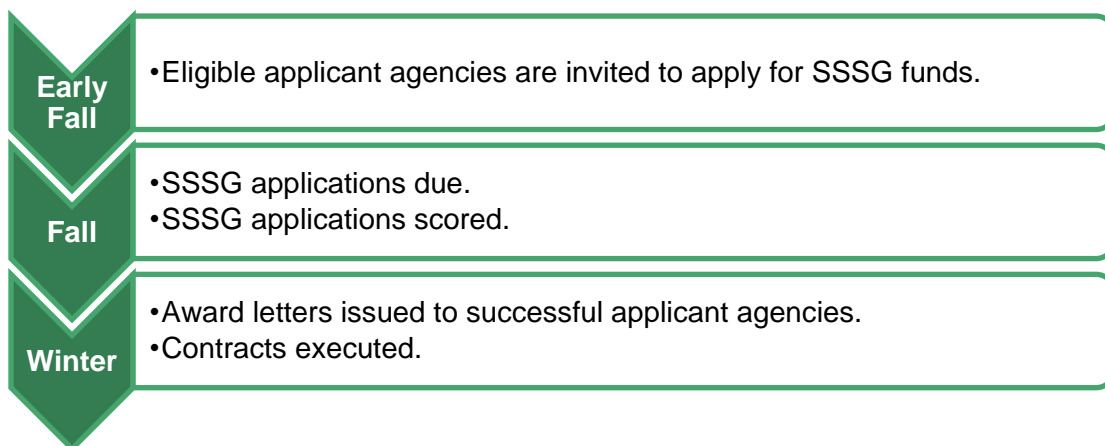 Early
Fall
•Eligible applicant agencies are invited to apply for SSSG funds.
Fall
•SSSG applications due.
•SSSG applications scored.
Winter
•Award letters issued to successful applicant agencies.
•Contracts executed.